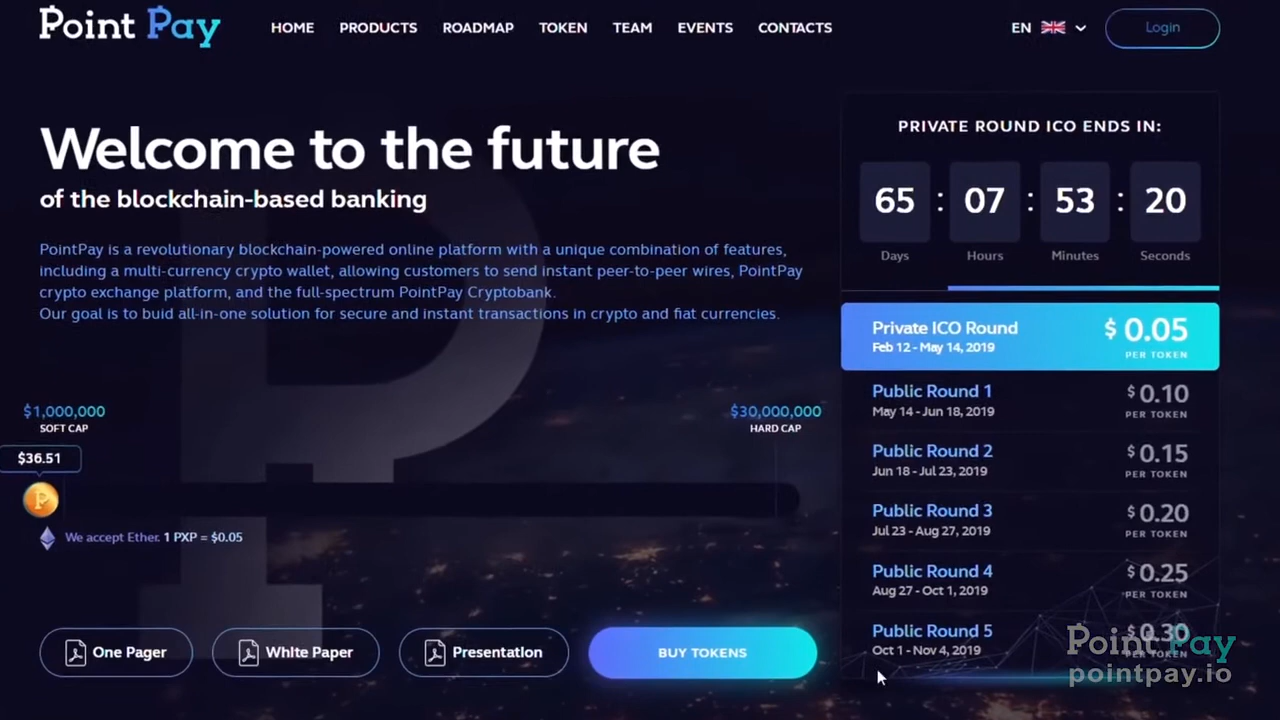 Point Pay
HOME PRODUCTS ROADMAP TOKEN TEAM EVENTS CONTACTS
EN
Login
Welcome to the future
of the blockchain-based banking
PointPay is a revolutionary blockchain-powered online platform with a unique combination of features,
including a multi-currency crypto wallet, allowing customers to send instant peer-to-peer wires, PointPay
crypto exchange platform, and the full-spectrum PointPay Cryptobank.
Our goal is to buid all-in-one solution for secure and instant transactions in crypto and fiat currencies.
$1,000,000
SOFT CAP
$30,000,000
HARD CAP
$36.51
We accept Ether. 1 PXP = $0.05
One Pager
White Paper
Presentation
BUY TOKENS
PRIVATE ROUND ICO ENDS IN:
65 : 07 : 53 : 20
Days Hours Minutes Seconds
Private ICO Round $ 0.05
Feb 12 - May 14, 2019 PER TOKEN
Public Round 1 $ 0.10
May 14 - Jun 18, 2019 PER TOKEN
Public Round 2 $ 0.15
Jun 18 - Jul 23, 2019 PER TOKEN
Public Round 3 $ 0.20
Jul 23 - Aug 27, 2019 PER TOKEN
Public Round 4 $ 0.25
Aug 27 - Oct 1, 2019 PER TOKEN
Public Round 5 $ 0.30
Oct 1 - Nov 4, 2019 PER TOKEN
Point Pay
pointpay.io